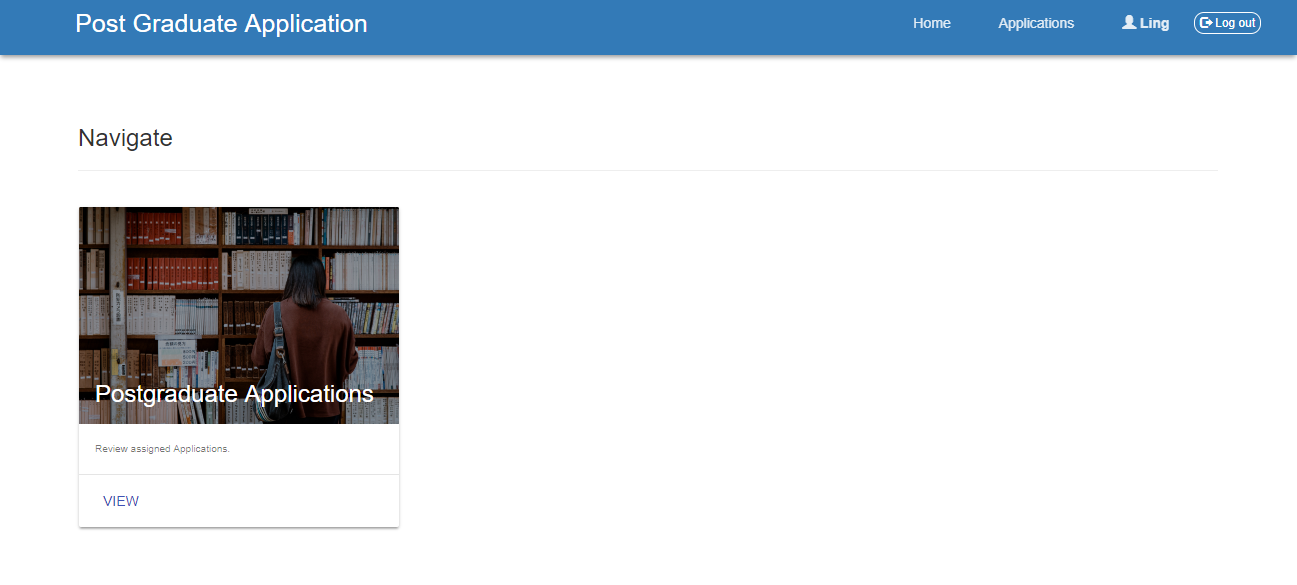 Post Graduate Application
Home
Applications
Ling
Log out
Navigate
Postgraduate Applications
Review assigned Applications.
VIEW